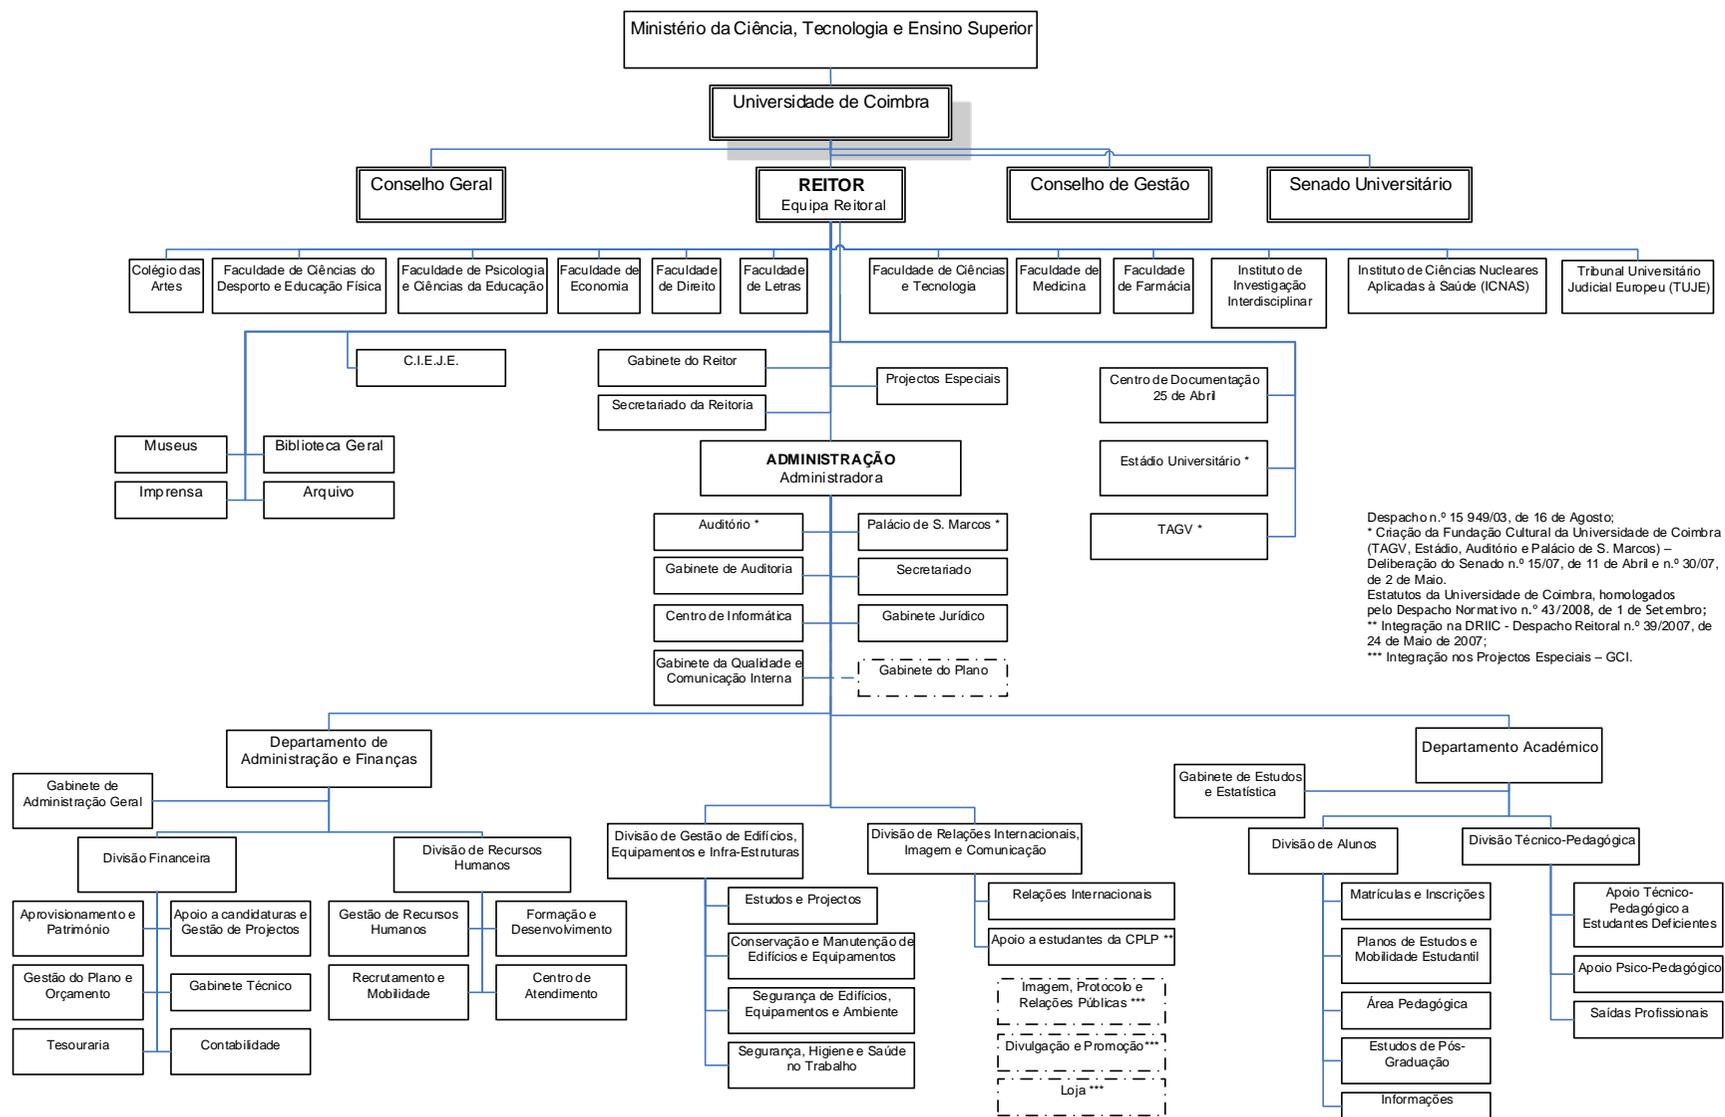 Ministério da Ciência, Tecnologia e Ensino Superior
Universidade de Coimbra
Conselho Geral
REITOR
Equipa Reitoral
Conselho de Gestão
Senado Universitário
Colégio das
Artes
Faculdade de Ciências do
Desporto e Educação Física
Faculdade de Psicologia
e Ciências da Educação
Faculdade de
Economia
Faculdade
de Direito
Faculdade
de Letras
Faculdade de Ciências
e Tecnologia
Faculdade de
Medicina
Faculdade
de Farmácia
Instituto de
Investigação
Interdisciplinar
Instituto de Ciências Nucleares
Aplicadas à Saúde (ICNAS)
Tribunal Universitário
Judicial Europeu (TUJE)
C.I.E.J.E.
Gabinete do Reitor
Projectos Especiais
Secretariado da Reitoria
Centro de Documentação
25 de Abril
Museus
Biblioteca Geral
Imprensa
Arquivo
ADMINISTRAÇÃO
Administradora
Estádio Universitário *
TAGV *
Auditório *
Palácio de S. Marcos *
Gabinete de Auditoria
Secretariado
Centro de Informática
Gabinete Jurídico
Gabinete da Qualidade e
Comunicação Interna
Gabinete do Plano
Despacho n.º 15 949/03, de 16 de Agosto;
* Criação da Fundação Cultural da Universidade de Coimbra
(TAGV, Estádio, Auditório e Palácio de S. Marcos) –
Deliberação do Senado n.º 15/07, de 11 de Abril e n.º 30/07,
de 2 de Maio.
Estatutos da Universidade de Coimbra, homologados
pelo Despacho Normativo n.º 43/2008, de 1 de Setembro;
** Integração na DRIIC - Despacho Reitoral n.º 39/2007, de
24 de Maio de 2007;
*** Integração nos Projectos Especiais – GCI.
Departamento de
Administração e Finanças
Departamento Académico
Gabinete de
Administração Geral
Gabinete de Estudos
e Estatística
Divisão Financeira
Divisão de Recursos
Humanos
Divisão de Gestão de Edifícios,
Equipamentos e Infra-Estruturas
Divisão de Relações Internacionais,
Imagem e Comunicação
Divisão de Alunos
Divisão Técnico-Pedagógica
Aprovisionamento e
Património
Apoio a candidaturas e
Gestão de Projectos
Gestão do Plano e
Orçamento
Gabinete Técnico
Tesouraria
Contabilidade
Gestão de Recursos
Humanos
Formação e
Desenvolvimento
Recrutamento e
Mobilidade
Centro de
Atendimento
Estudos e Projectos
Conservação e Manutenção de
Edifícios e Equipamentos
Segurança de Edifícios,
Equipamentos e Ambiente
Segurança, Higiene e Saúde
no Trabalho
Relações Internacionais
Apoio a estudantes da CPLP **
Imagem, Protocolo e
Relações Públicas ***
Divulgação e Promoção***
Loja ***
Matrículas e Inscrições
Planos de Estudos e
Mobilidade Estudantil
Área Pedagógica
Estudos de Pós-
Graduação
Informações
Apoio Técnico-
Pedagógico a
Estudantes Deficientes
Apoio Psico-Pedagógico
Saídas Profissionais